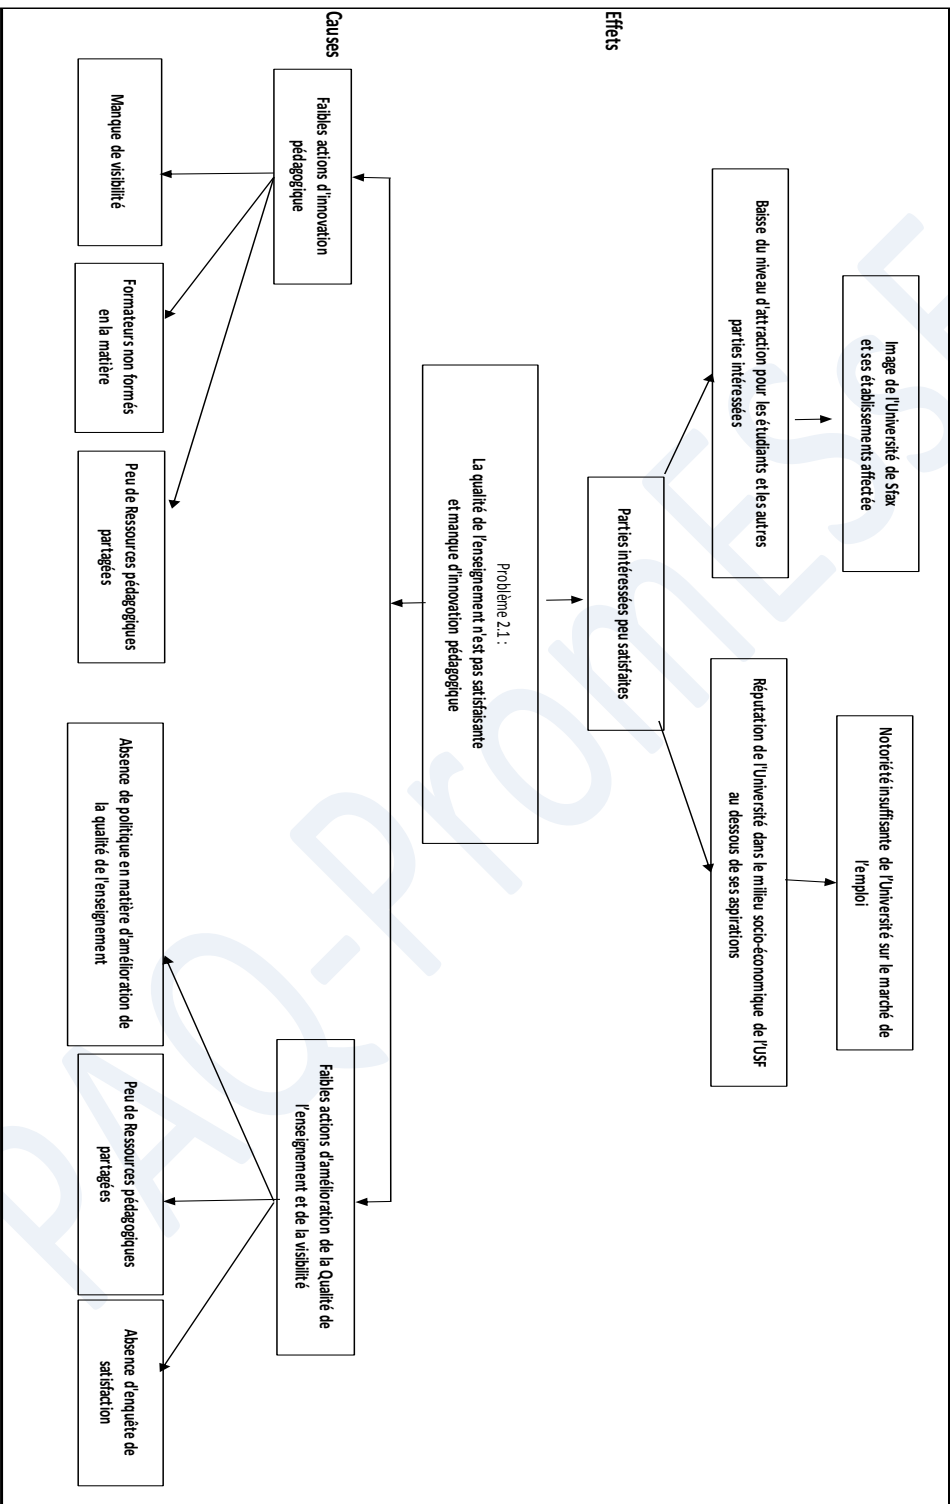 Image de l'Université de Sfax
et ses établissements affectée
Notoriété insuffisante de l'Université sur le marché de
l'emploi
Effets
Baisse du niveau d'attraction pour les étudiants et les autres
parties intéressées
Réputation de l'Université dans le milieu socio-économique de l'USF
au dessous de ses aspirations
Parties intéressées peu satisfaites
Problème 2.1 :
La qualité de l'enseignement n'est pas satisfaisante
et manque d'innovation pédagogique
Causes
Faibles actions d'innovation
pédagogique
Faibles actions d'amélioration de la Qualité de
l'enseignement et de la visibilité
Manque de visibilité
Formateurs non formés
en la matière
Peu de Ressources pédagogiques
partagées
Absence de politique en matière d'amélioration de
la qualité de l'enseignement
Peu de Ressources pédagogiques
partagées
Absence d'enquête de
satisfaction
PAQ-PromESSE